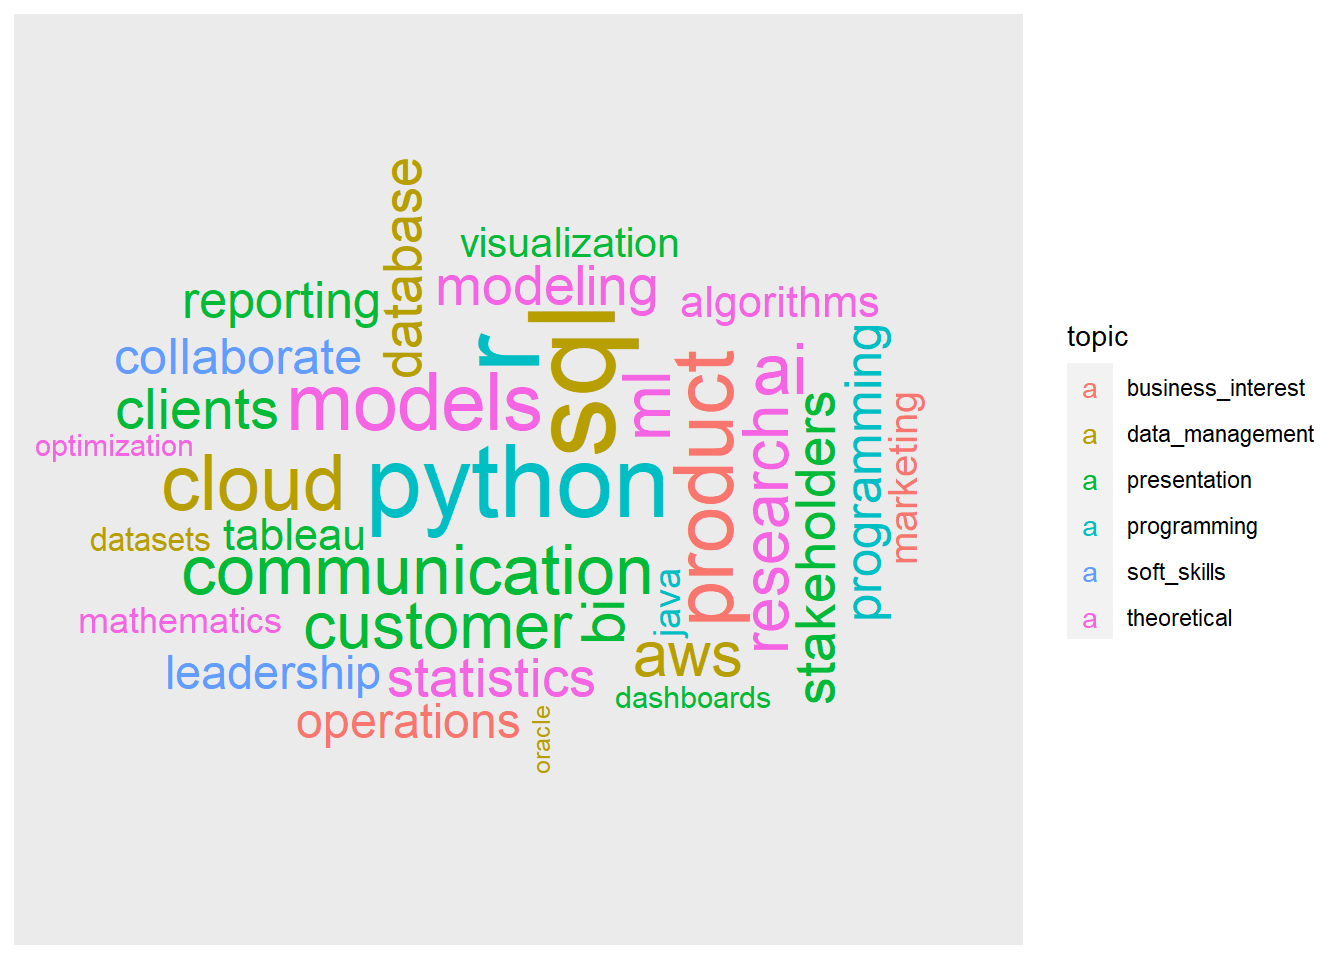 database
visualization
modeling
reporting
algorithms
collaborate
r
sql
programming
models
ml
product
ai
clients
research
stakeholders
marketing
optimization
cloud
python
datasets
tableau
communication
java
mathematics
customer
bi
aws
leadership
statistics
dashboards
operations
oracle
topic
a business_interest
a data_management
a presentation
a programming
a soft_skills
a theoretical